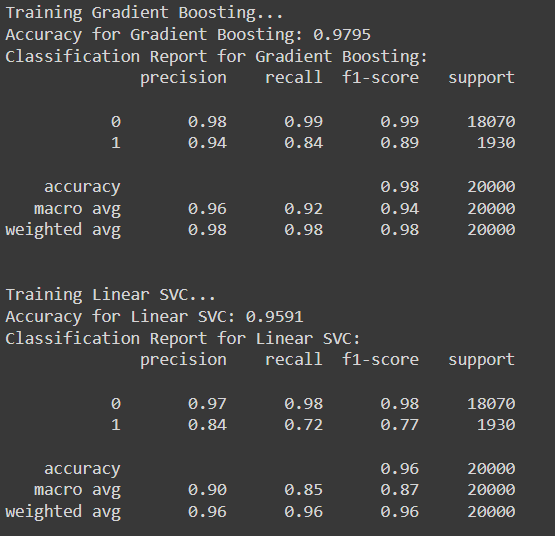 Training Gradient Boosting...
Accuracy for Gradient Boosting: 0.9795
Classification Report for Gradient Boosting:
              precision    recall  f1-score   support

           0       0.98      0.99      0.99     18070
           1       0.94      0.84      0.89      1930

    accuracy                           0.98     20000
   macro avg       0.96      0.92      0.94     20000
weighted avg       0.98      0.98      0.98     20000


Training Linear SVC...
Accuracy for Linear SVC: 0.9591
Classification Report for Linear SVC:
              precision    recall  f1-score   support

           0       0.97      0.98      0.98     18070
           1       0.84      0.72      0.77      1930

    accuracy                           0.96     20000
   macro avg       0.90      0.85      0.87     20000
weighted avg       0.96      0.96      0.96     20000